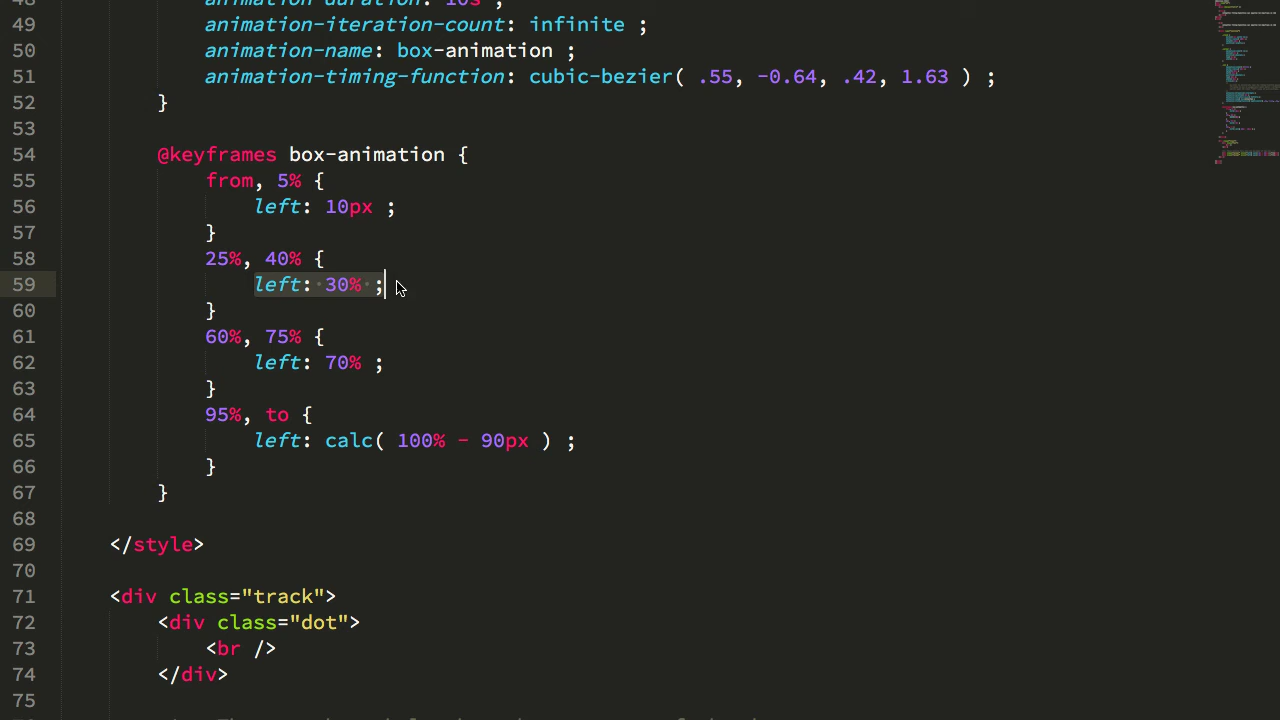 48 animation-duration: 10s ;
49 animation-iteration-count: infinite ;
50 animation-name: box-animation ;
51 animation-timing-function: cubic-bezier( .55, -0.64, .42, 1.63 ) ;
52 }
53
54 @keyframes box-animation {
55 from, 5% {
56 left: 10px ;
57 }
58 25%, 40% {
59 left: 30% ;
60 }
61 60%, 75% {
62 left: 70% ;
63 }
64 95%, to {
65 left: calc( 100% - 90px ) ;
66 }
67 }
68
69 </style>
70
71 <div class="track">
72 <div class="dot">
73 <br />
74 </div>
75